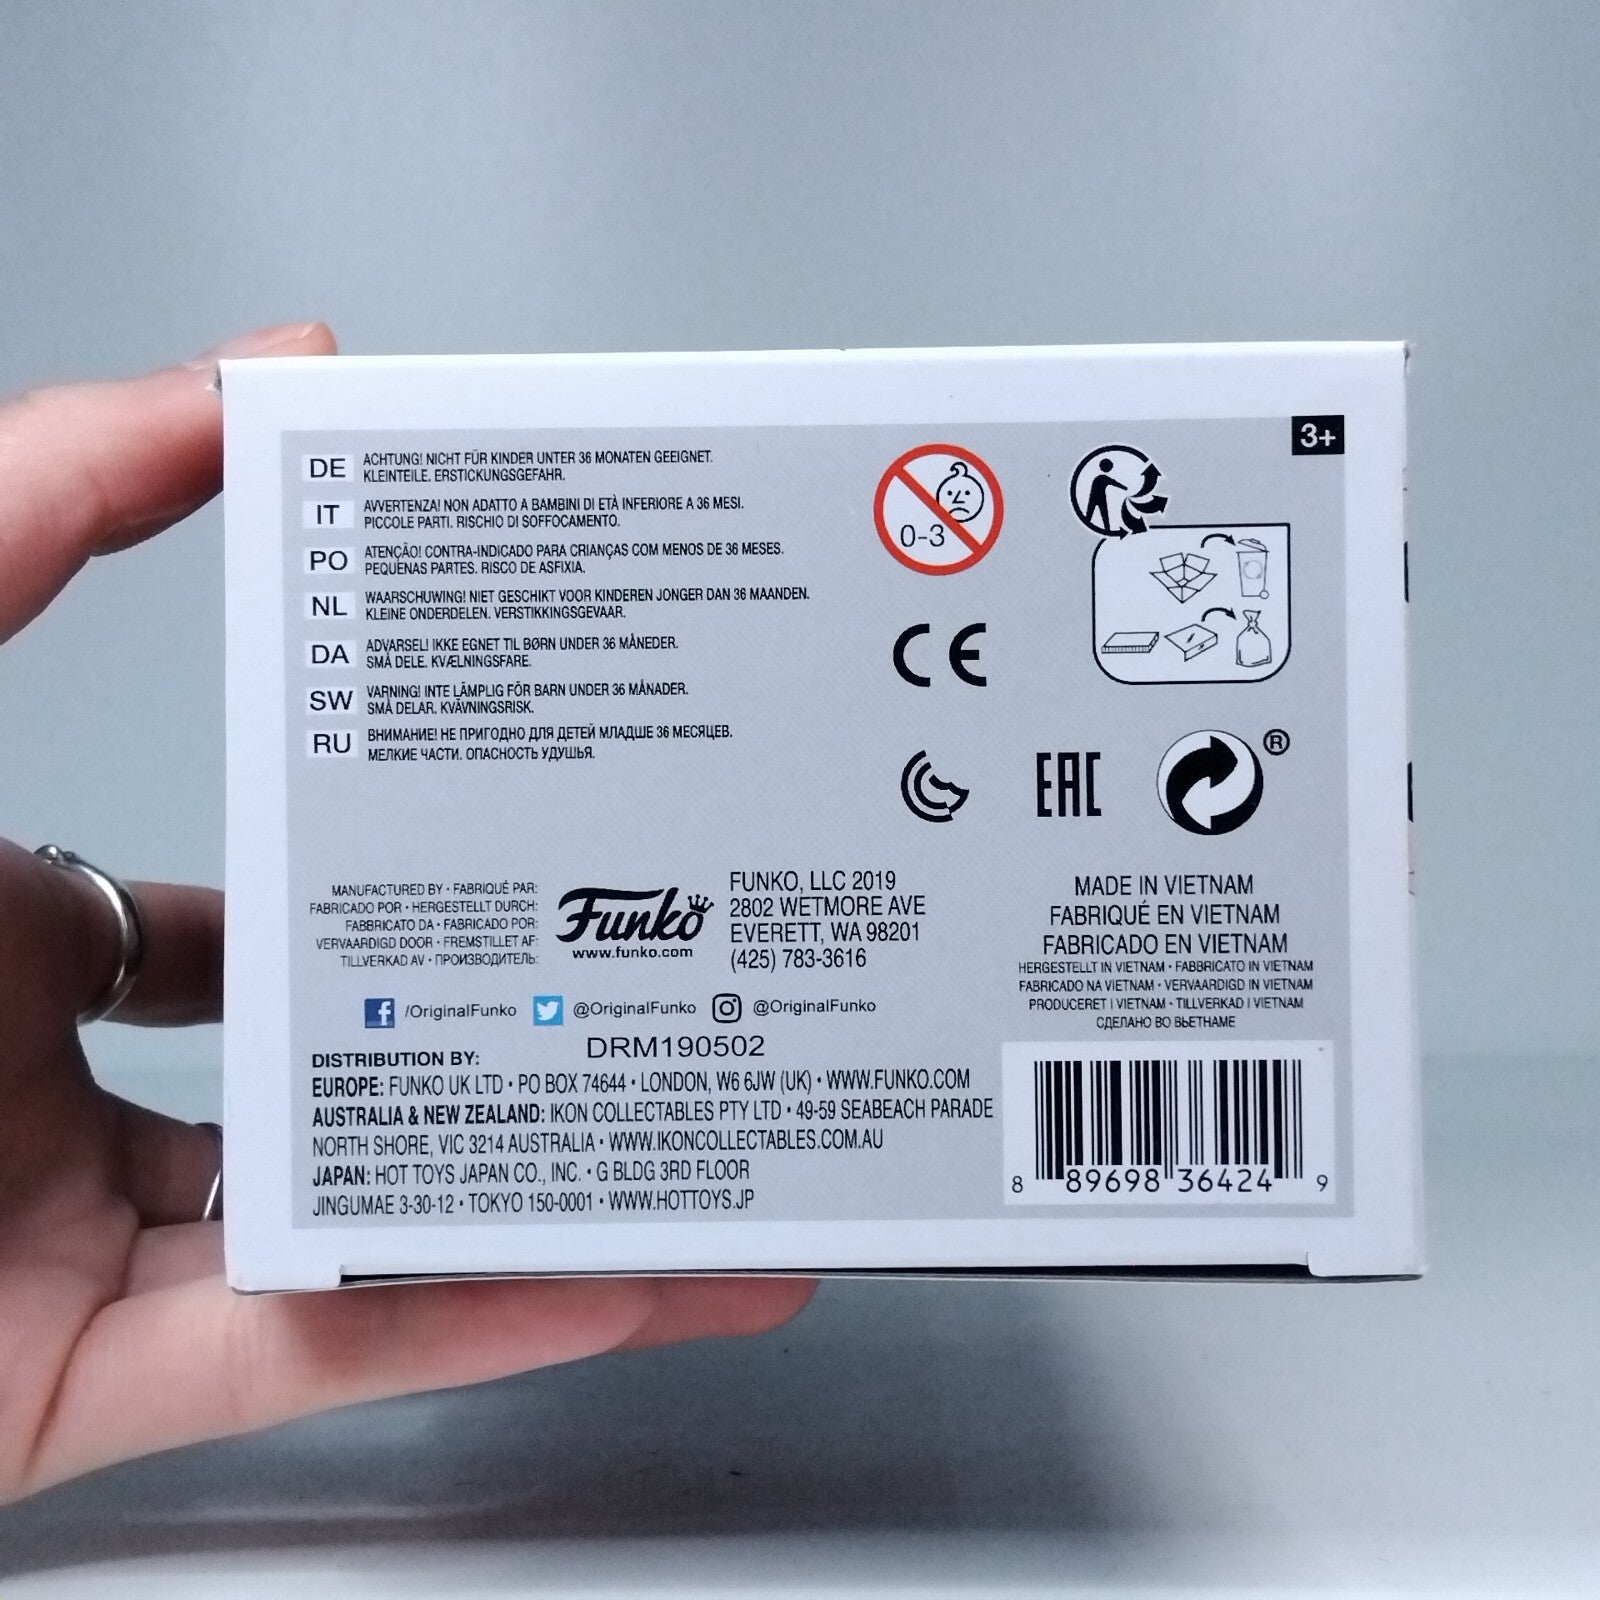 3+
DE ACHTUNG! NICHT FÜR KINDER UNTER 36 MONATEN GEEIGNET.
KLEINTEILE. ERSTICKUNGSGEFAHR.
IT AVVERTENZA! NON ADATTO A BAMBINI DI ETÀ INFERIORE A 36 MESI.
PICCOLE PARTI. RISCHIO DI SOFFOCAMENTO.
PO ATENÇÃO! CONTRA-INDICADO PARA CRIANÇAS COM MENOS DE 36 MESES.
PEQUENAS PARTES. RISCO DE ASFIXIA.
NL WAARSCHUWING! NIET GESCHIKT VOOR KINDEREN JONGER DAN 36 MAANDEN.
KLEINE ONDERDELEN. VERSTIKKINGSGEVAAR.
DA ADVARSEL! IKKE EGNET TIL BØRN UNDER 36 MÅNEDER.
SMÅ DELE. KVÆLNINGSFARE.
SW VARNING! INTE LÄMPLIG FÖR BARN UNDER 36 MÅNADER.
SMÅ DELAR. KVÄVNINGSRISK.
RU ВНИМАНИЕ! НЕ ПРИГОДНО ДЛЯ ДЕТЕЙ МЛАДШЕ 36 МЕСЯЦЕВ.
МЕЛКИЕ ЧАСТИ. ОПАСНОСТЬ УДУШЬЯ.
0-3
CE
EAC
®
MANUFACTURED BY • FABRIQUÉ PAR:
FABRICADO POR • HERGESTELLT DURCH:
FABBRICATO DA • FABRICADO POR:
VERVAARDIGD DOOR • FREMSTILLET AF:
TILLVERKAD AV • ПРОИЗВОДИТЕЛЬ:
Funko
www.funko.com
FUNKO, LLC 2019
2802 WETMORE AVE
EVERETT, WA 98201
(425) 783-3616
MADE IN VIETNAM
FABRIQUÉ EN VIETNAM
FABRICADO EN VIETNAM
HERGESTELLT IN VIETNAM • FABBRICATO IN VIETNAM
FABRICADO NA VIETNAM • VERVAARDIGD IN VIETNAM
PRODUCERET I VIETNAM • TILLVERKAD I VIETNAM
СДЕЛАНО ВО ВЬЕТНАМЕ
f /OriginalFunko @OriginalFunko @OriginalFunko
DRM190502
DISTRIBUTION BY:
EUROPE: FUNKO UK LTD • PO BOX 74644 • LONDON, W6 6JW (UK) • WWW.FUNKO.COM
AUSTRALIA & NEW ZEALAND: IKON COLLECTABLES PTY LTD • 49-59 SEABEACH PARADE
NORTH SHORE, VIC 3214 AUSTRALIA • WWW.IKONCOLLECTABLES.COM.AU
JAPAN: HOT TOYS JAPAN CO., INC. • G BLDG 3RD FLOOR
JINGUMAE 3-30-12 • TOKYO 150-0001 • WWW.HOTTOYS.JP
8 89698 36424 9